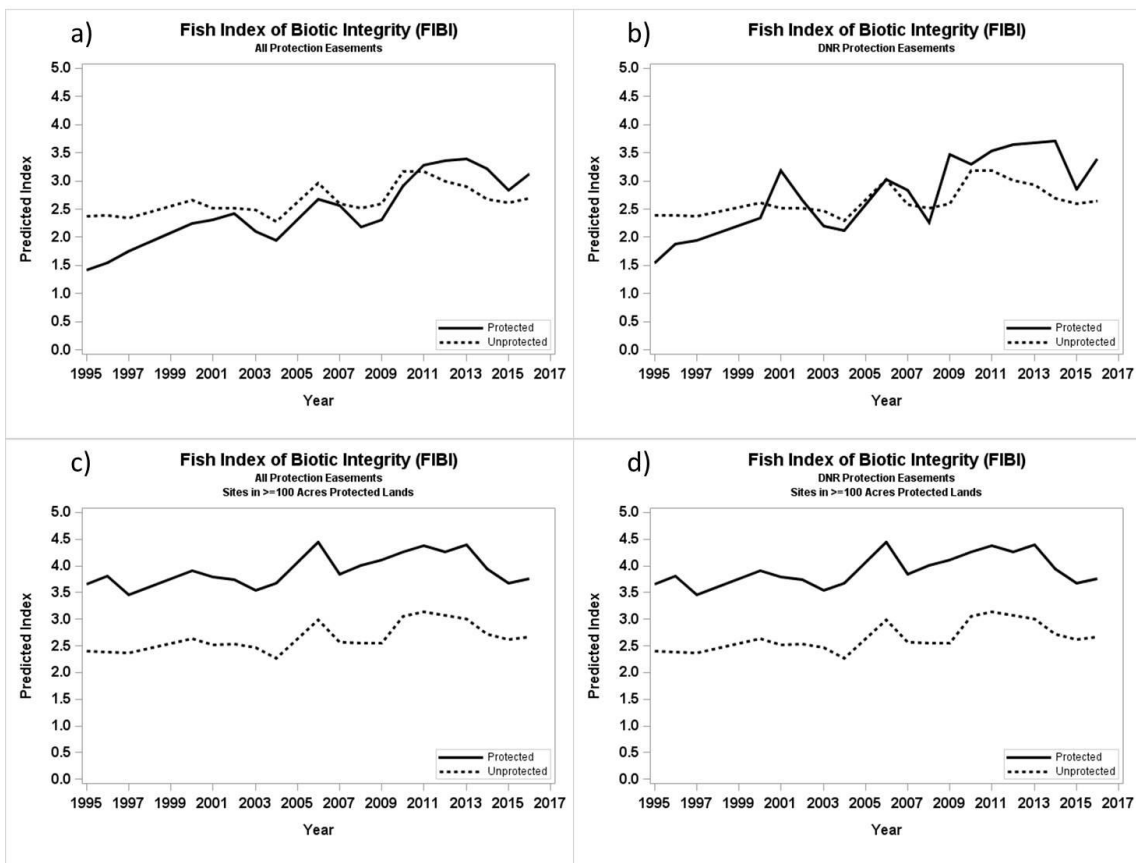 a)
Fish Index of Biotic Integrity (FIBI)
All Protection Easements
5.0
4.5
4.0
3.5
3.0
2.5
2.0
1.5
1.0
0.5
0.0
Predicted Index
Protected
Unprotected
1995 1997 1999 2001 2003 2005 2007 2009 2011 2013 2015 2017
Year
b)
Fish Index of Biotic Integrity (FIBI)
DNR Protection Easements
5.0
4.5
4.0
3.5
3.0
2.5
2.0
1.5
1.0
0.5
0.0
Predicted Index
Protected
Unprotected
1995 1997 1999 2001 2003 2005 2007 2009 2011 2013 2015 2017
Year
c)
Fish Index of Biotic Integrity (FIBI)
All Protection Easements
Sites in >=100 Acres Protected Lands
5.0
4.5
4.0
3.5
3.0
2.5
2.0
1.5
1.0
0.5
0.0
Predicted Index
Protected
Unprotected
1995 1997 1999 2001 2003 2005 2007 2009 2011 2013 2015 2017
Year
d)
Fish Index of Biotic Integrity (FIBI)
DNR Protection Easements
Sites in >=100 Acres Protected Lands
5.0
4.5
4.0
3.5
3.0
2.5
2.0
1.5
1.0
0.5
0.0
Predicted Index
Protected
Unprotected
1995 1997 1999 2001 2003 2005 2007 2009 2011 2013 2015 2017
Year